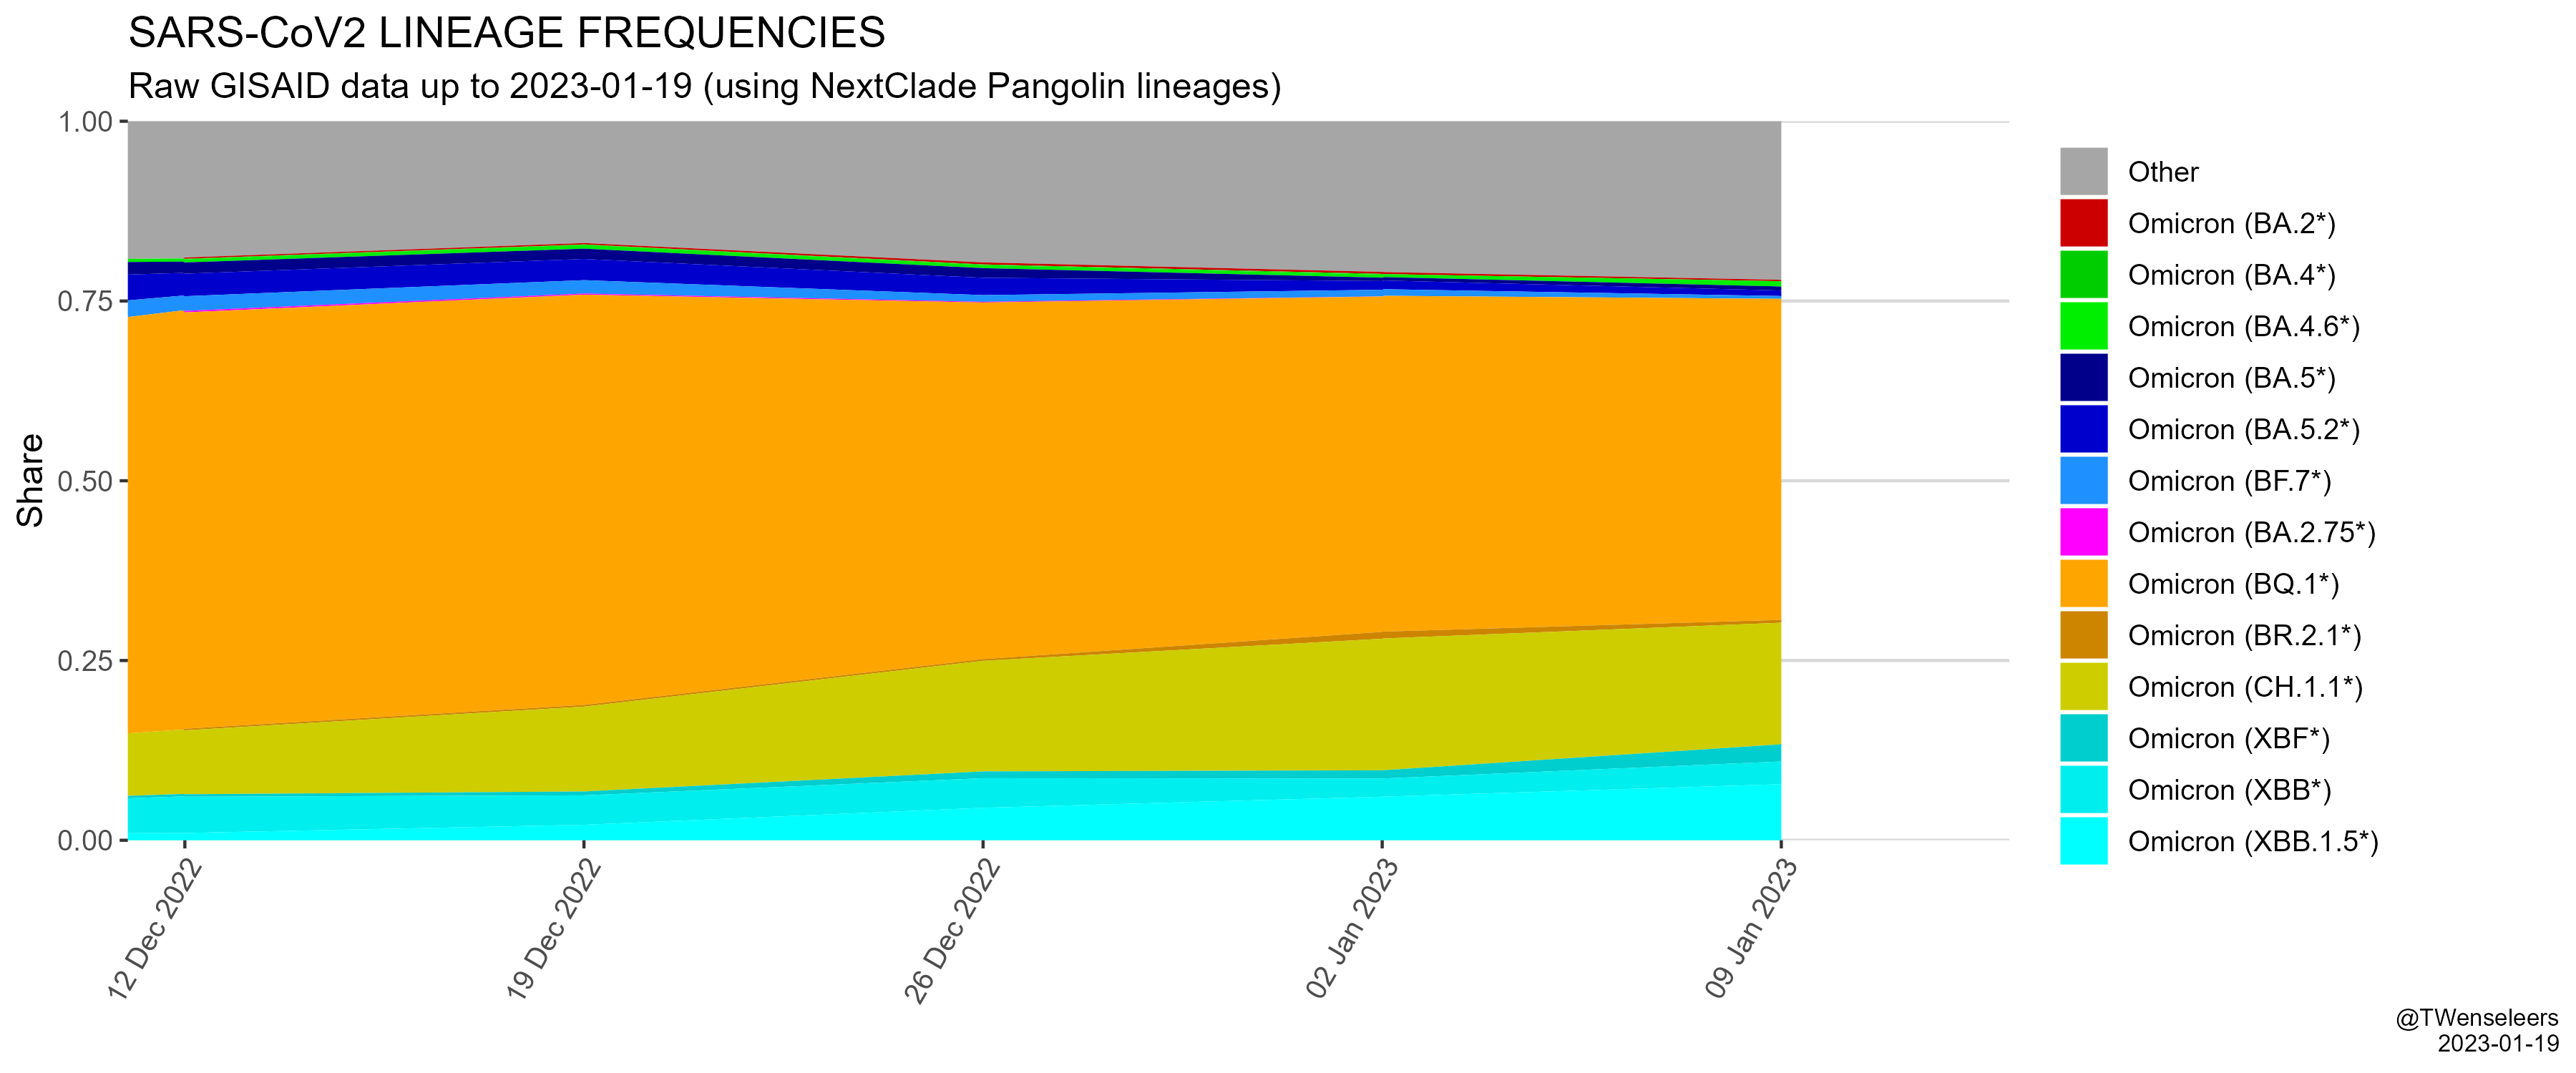 SARS-CoV2 LINEAGE FREQUENCIES
Raw GISAID data up to 2023-01-19 (using NextClade Pangolin lineages)
Share
1.00
0.75
0.50
0.25
0.00
12 Dec 2022
19 Dec 2022
26 Dec 2022
02 Jan 2023
09 Jan 2023
Other
Omicron (BA.2*)
Omicron (BA.4*)
Omicron (BA.4.6*)
Omicron (BA.5*)
Omicron (BA.5.2*)
Omicron (BF.7*)
Omicron (BA.2.75*)
Omicron (BQ.1*)
Omicron (BR.2.1*)
Omicron (CH.1.1*)
Omicron (XBF*)
Omicron (XBB*)
Omicron (XBB.1.5*)
@TWenseleers
2023-01-19